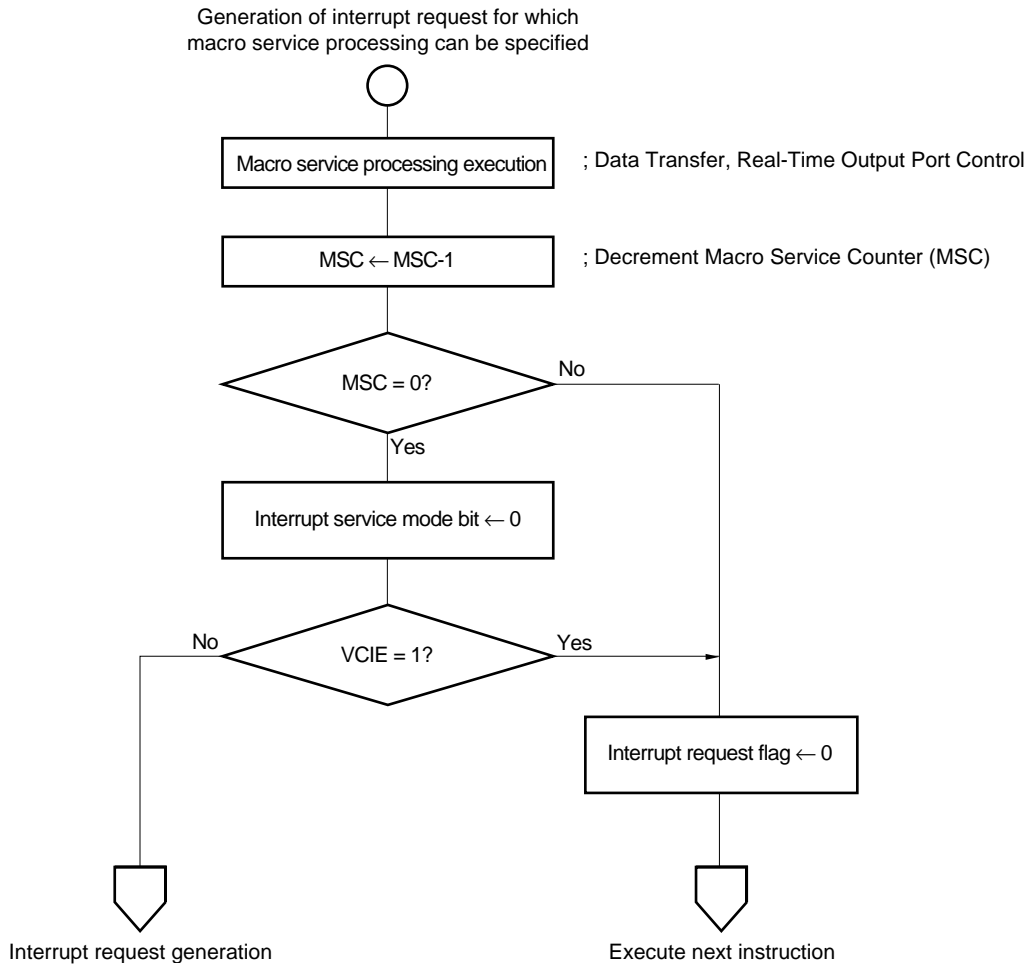 Generation of interrupt request for which
macro service processing can be specified
Macro service processing execution
; Data Transfer, Real-Time Output Port Control
MSC ← MSC-1
; Decrement Macro Service Counter (MSC)
MSC = 0?
No
Yes
Interrupt service mode bit ← 0
No
VCIE = 1?
Yes
Interrupt request flag ← 0
Interrupt request generation
Execute next instruction